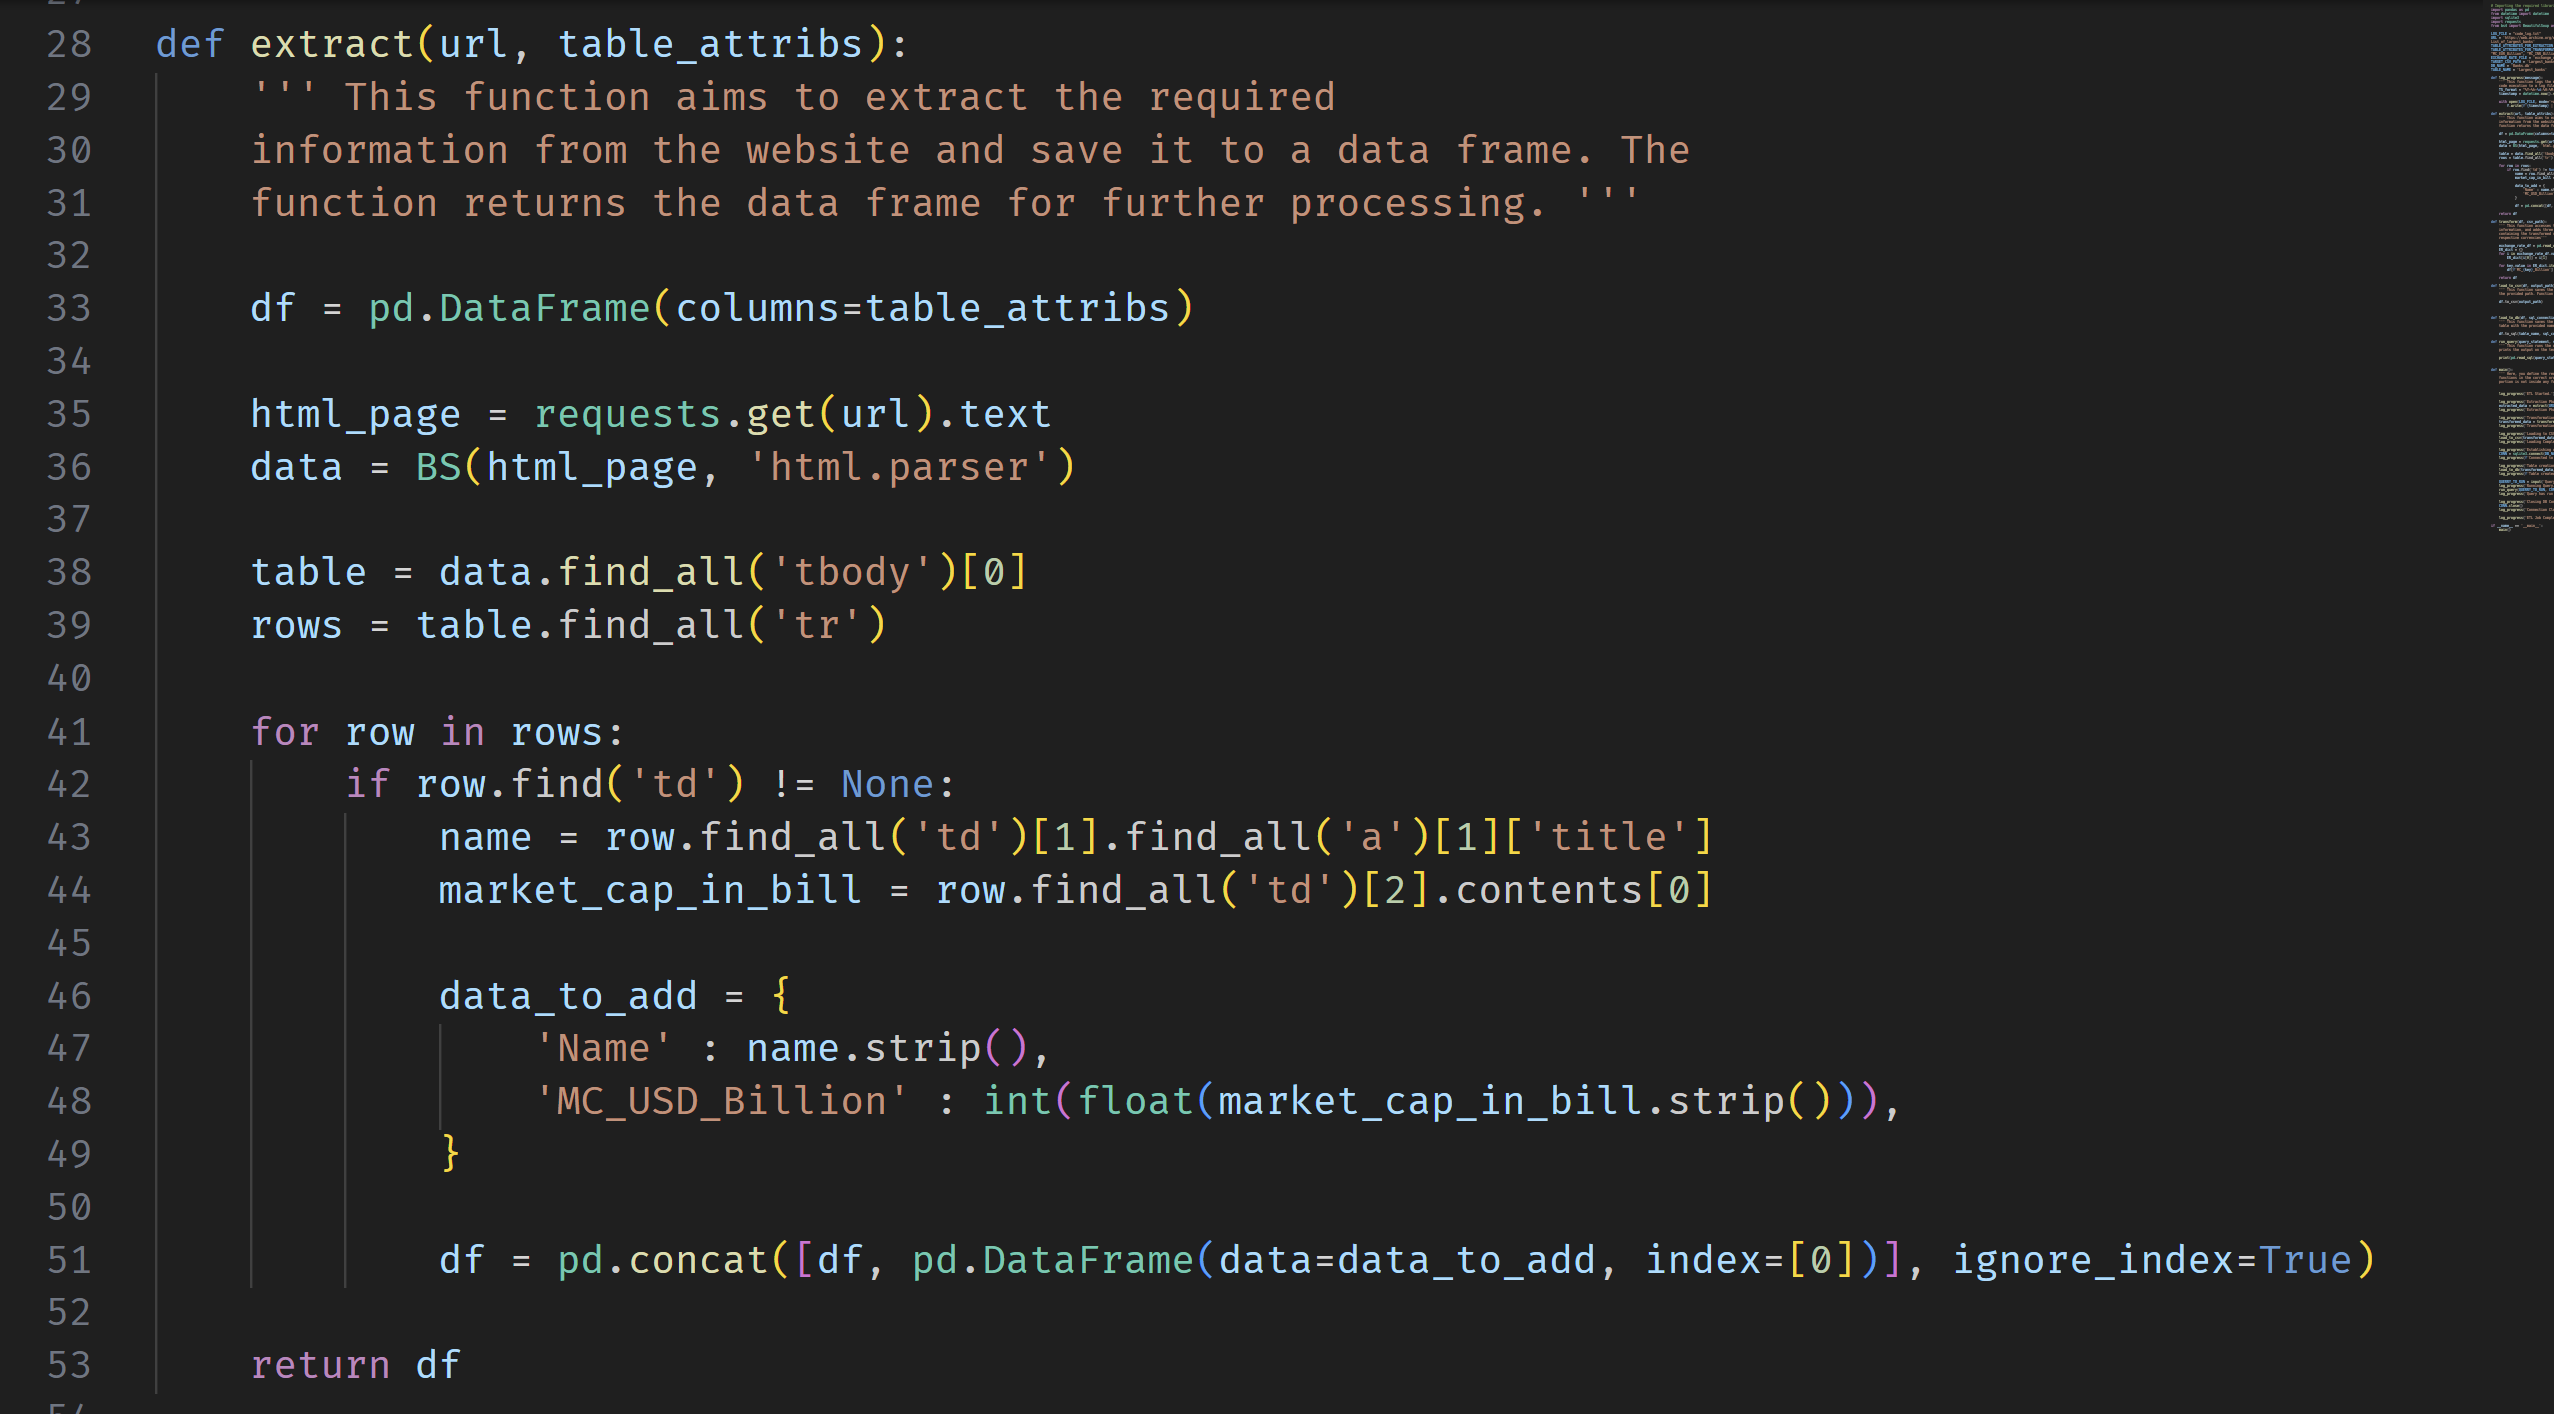 28 def extract(url, table_attribs):
29     ''' This function aims to extract the required
30     information from the website and save it to a data frame. The
31     function returns the data frame for further processing. '''
32
33     df = pd.DataFrame(columns=table_attribs)
34
35     html_page = requests.get(url).text
36     data = BS(html_page, 'html.parser')
37
38     table = data.find_all('tbody')[0]
39     rows = table.find_all('tr')
40
41     for row in rows:
42         if row.find('td') != None:
43             name = row.find_all('td')[1].find_all('a')[1]['title']
44             market_cap_in_bill = row.find_all('td')[2].contents[0]
45
46             data_to_add = {
47                 'Name' : name.strip(),
48                 'MC_USD_Billion' : int(float(market_cap_in_bill.strip())),
49             }
50
51             df = pd.concat([df, pd.DataFrame(data=data_to_add, index=[0])], ignore_index=True)
52
53     return df